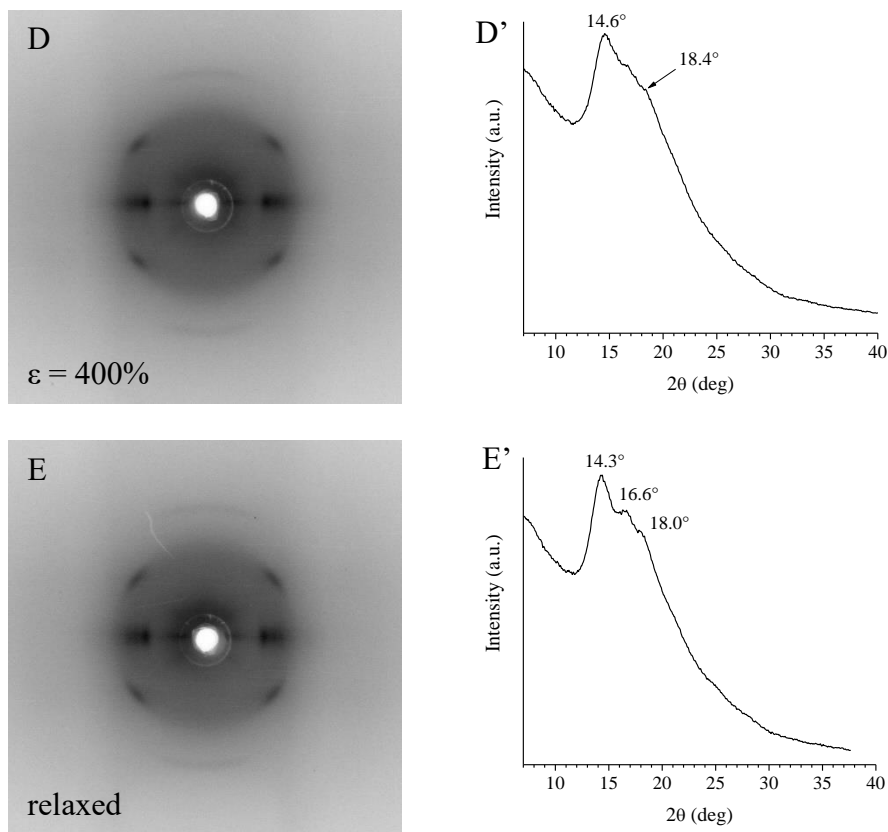 D
ε = 400%
D’
14.6°
18.4°
Intensity (a.u.)
10 15 20 25 30 35 40
2θ (deg)
E
relaxed
E’
14.3°
16.6°
18.0°
Intensity (a.u.)
10 15 20 25 30 35 40
2θ (deg)